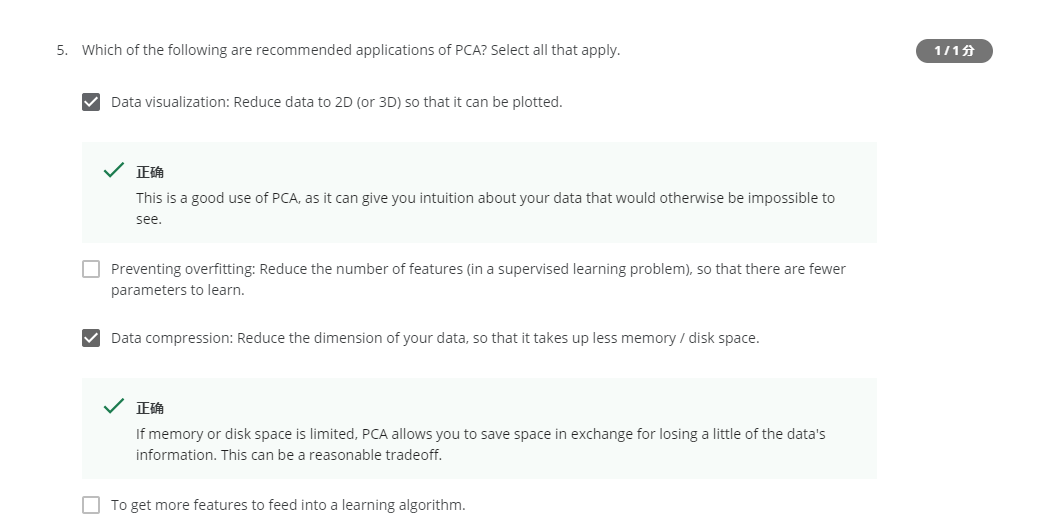 5. Which of the following are recommended applications of PCA? Select all that apply.
1/1分
Data visualization: Reduce data to 2D (or 3D) so that it can be plotted.
正确
This is a good use of PCA, as it can give you intuition about your data that would otherwise be impossible to
see.
Preventing overfitting: Reduce the number of features (in a supervised learning problem), so that there are fewer
parameters to learn.
Data compression: Reduce the dimension of your data, so that it takes up less memory / disk space.
正确
If memory or disk space is limited, PCA allows you to save space in exchange for losing a little of the data's
information. This can be a reasonable tradeoff.
To get more features to feed into a learning algorithm.